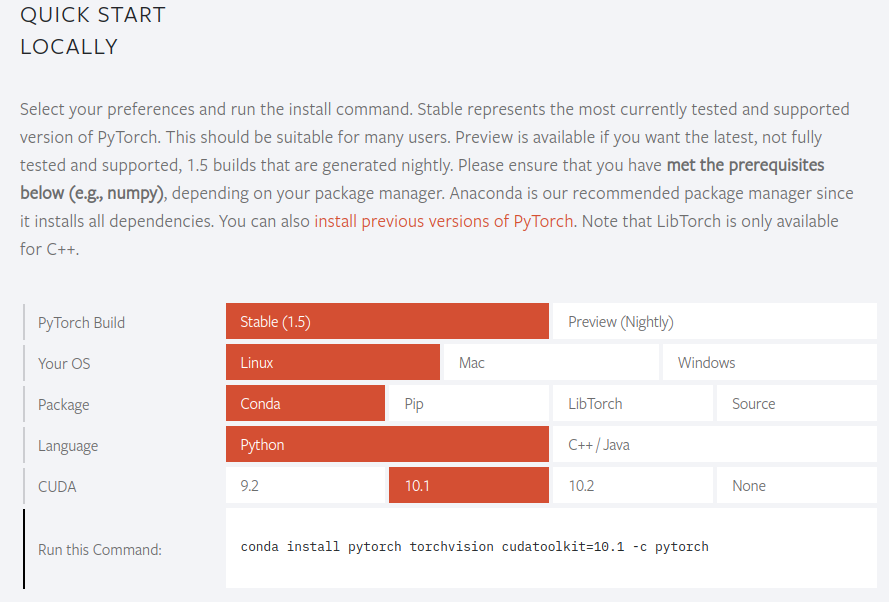 QUICK START
LOCALLY
Select your preferences and run the install command. Stable represents the most currently tested and supported
version of PyTorch. This should be suitable for many users. Preview is available if you want the latest, not fully
tested and supported, 1.5 builds that are generated nightly. Please ensure that you have met the prerequisites
below (e.g., numpy), depending on your package manager. Anaconda is our recommended package manager since
it installs all dependencies. You can also install previous versions of PyTorch. Note that LibTorch is only available
for C++.
PyTorch Build Stable (1.5) Preview (Nightly)
Your OS Linux Mac Windows
Package Conda Pip LibTorch Source
Language Python C++ / Java
CUDA 9.2 10.1 10.2 None
Run this Command: conda install pytorch torchvision cudatoolkit=10.1 -c pytorch